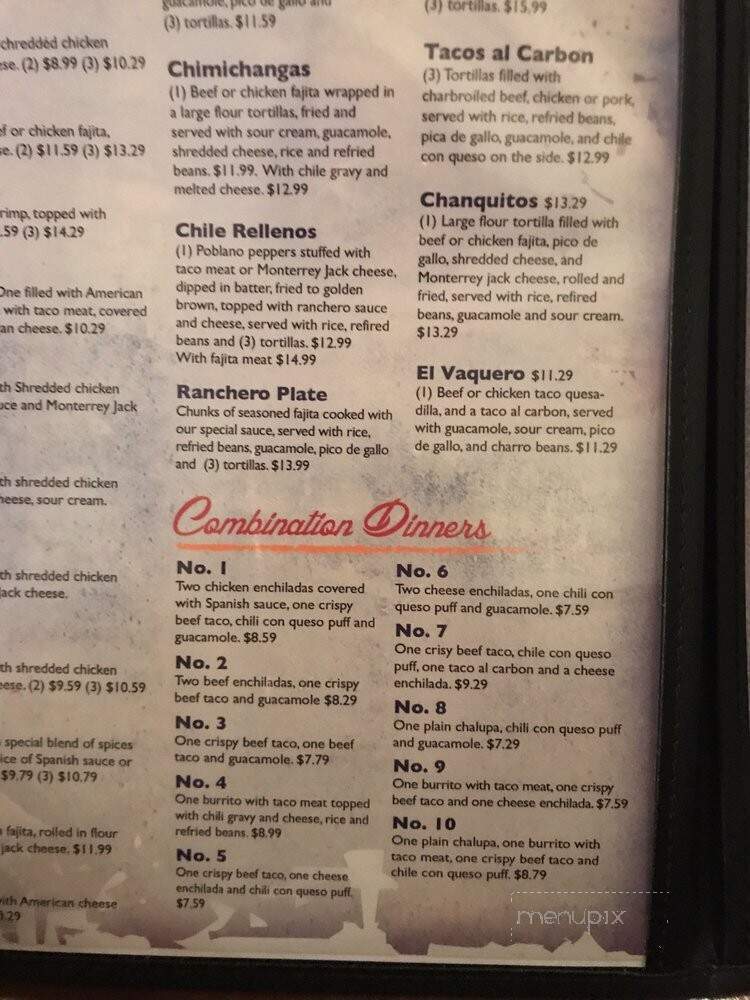 chredded chicken
se. (2) $8.99 (3) $10.29
ef or chicken fajita,
se. (2) $11.59 (3) $13.29
rimp, topped with
.59 (3) $14.29
One filled with American
with taco meat, covered
an cheese. $10.29
th Shredded chicken
uce and Monterrey Jack
th shredded chicken
heese, sour cream.
th shredded chicken
Jack cheese.
th shredded chicken
eese. (2) $9.59 (3) $10.59
special blend of spices
ice of Spanish sauce or
$9.79 (3) $10.79
fajita, rolled in flour
jack cheese. $11.99
with American cheese
.29
guacamole, pico de gallo and
(3) tortillas. $11.59
Chimichangas
(1) Beef or chicken fajita wrapped in
a large flour tortillas, fried and
served with sour cream, guacamole,
shredded cheese, rice and refried
beans. $11.99. With chile gravy and
melted cheese. $12.99
Chile Rellenos
(1) Poblano peppers stuffed with
taco meat or Monterrey Jack cheese,
dipped in batter, fried to golden
brown, topped with ranchero sauce
and cheese, served with rice, refired
beans and (3) tortillas. $12.99
With fajita meat $14.99
Ranchero Plate
Chunks of seasoned fajita cooked with
our special sauce, served with rice,
refried beans, guacamole, pico de gallo
and (3) tortillas. $13.99
(3) tortillas. $15.99
Tacos al Carbon
(3) Tortillas filled with
charbroiled beef, chicken or pork,
served with rice, refried beans,
pica de gallo, guacamole, and chile
con queso on the side. $12.99
Chanquitos $13.29
(1) Large flour tortilla filled with
beef or chicken fajita, pico de
gallo, shredded cheese, and
Monterrey jack cheese, rolled and
fried, served with rice, refired
beans, guacamole and sour cream.
$13.29
El Vaquero $11.29
(1) Beef or chicken taco quesa-
dilla, and a taco al carbon, served
with guacamole, sour cream, pico
de gallo, and charro beans. $11.29
Combination Dinners
No. 1
Two chicken enchiladas covered
with Spanish sauce, one crispy
beef taco, chili con queso puff and
guacamole. $8.59
No. 2
Two beef enchiladas, one crispy
beef taco and guacamole $8.29
No. 3
One crispy beef taco, one beef
taco and guacamole. $7.79
No. 4
One burrito with taco meat topped
with chili gravy and cheese, rice and
refried beans. $8.99
No. 5
One crispy beef taco, one cheese
enchilada and chili con queso puff.
$7.59
No. 6
Two cheese enchiladas, one chili con
queso puff and guacamole. $7.59
No. 7
One crisy beef taco, chile con queso
puff, one taco al carbon and a cheese
enchilada. $9.29
No. 8
One plain chalupa, chili con queso puff
and guacamole. $7.29
No. 9
One burrito with taco meat, one crispy
beef taco and one cheese enchilada. $7.59
No. 10
One plain chalupa, one burrito with
taco meat, one crispy beef taco and
chile con queso puff. $8.79
menupix